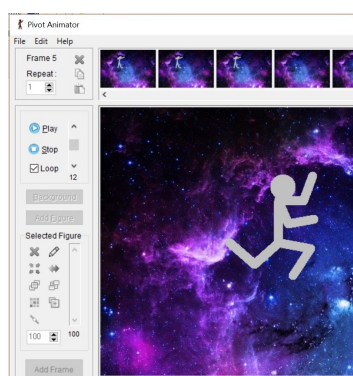 Pivot Animator
File Edit Help
Frame 5
Repeat :
1
<
Play
Stop
Loop
12
Background
Add Figure
Selected Figure
100
100
Add Frame